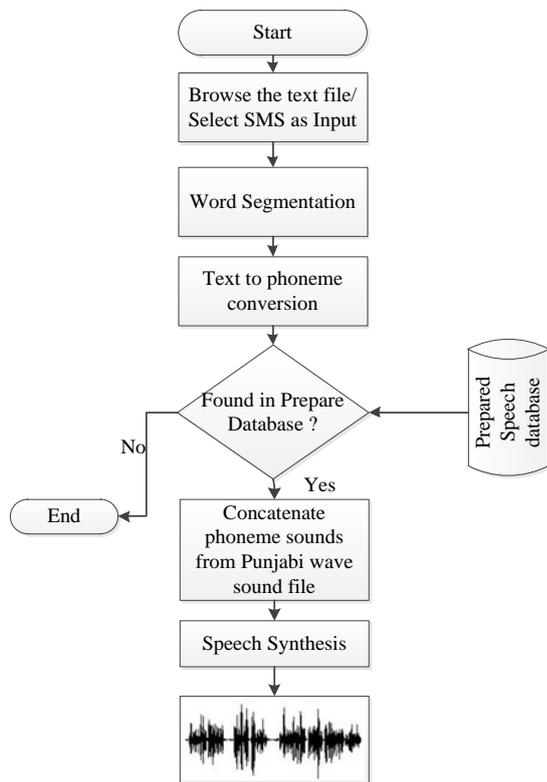 Start
Browse the text file/
Select SMS as Input
Word Segmentation
Text to phoneme
conversion
Found in Prepare
Database ?
Prepared
Speech
database
No
End
Yes
Concatenate
phoneme sounds
from Punjabi wave
sound file
Speech Synthesis